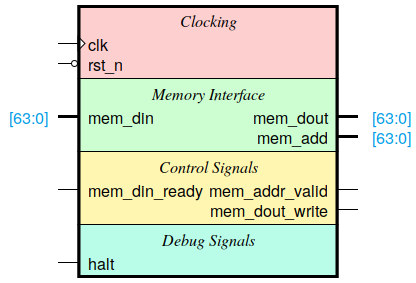 Clocking
clk
rst_n
Memory Interface
[63:0] mem_din mem_dout [63:0]
mem_add [63:0]
Control Signals
mem_din_ready mem_addr_valid
mem_dout_write
Debug Signals
halt